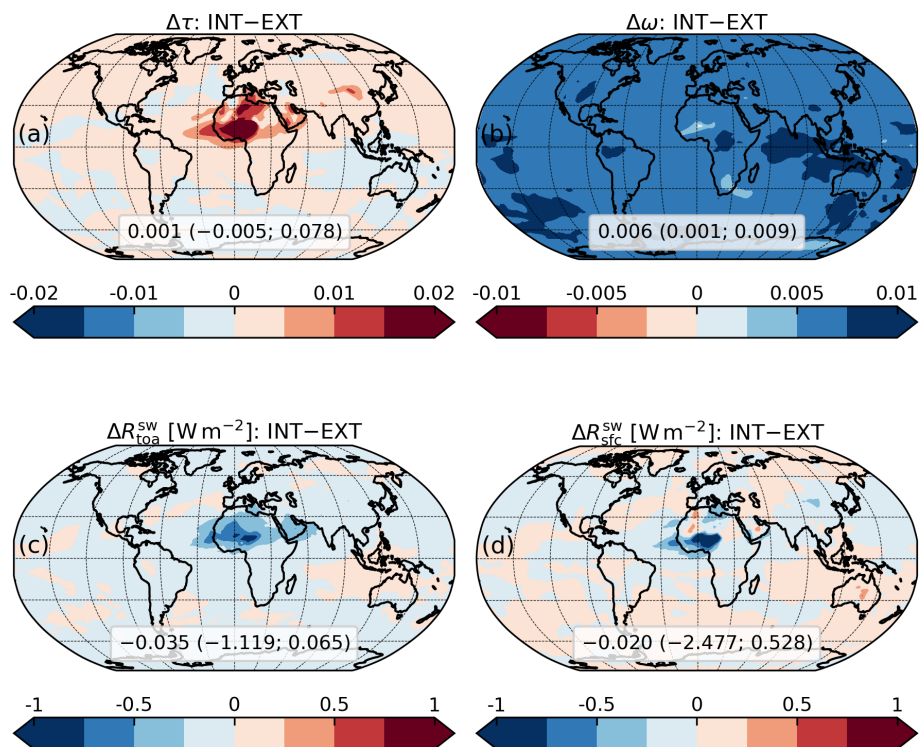 Δτ: INT−EXT
Δω: INT−EXT
(a)
(b)
0.001 (−0.005; 0.078)
0.006 (0.001; 0.009)
-0.02 -0.01 0 0.01 0.02
-0.01 -0.005 0 0.005 0.01
ΔR^sw_toa [W m⁻²]: INT−EXT
ΔR^sw_sfc [W m⁻²]: INT−EXT
(c)
(d)
−0.035 (−1.119; 0.065)
−0.020 (−2.477; 0.528)
-1 -0.5 0 0.5 1
-1 -0.5 0 0.5 1